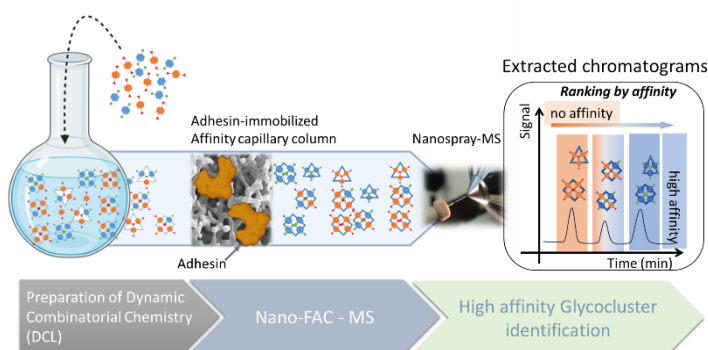 Extracted chromatograms
Ranking by affinity
no affinity
Signal
high affinity
Time (min)
Adhesin-immobilized
Affinity capillary column
Nanospray-MS
Adhesin
Preparation of Dynamic
Combinatorial Chemistry
(DCL)
Nano-FAC - MS
High affinity Glycocluster
identification